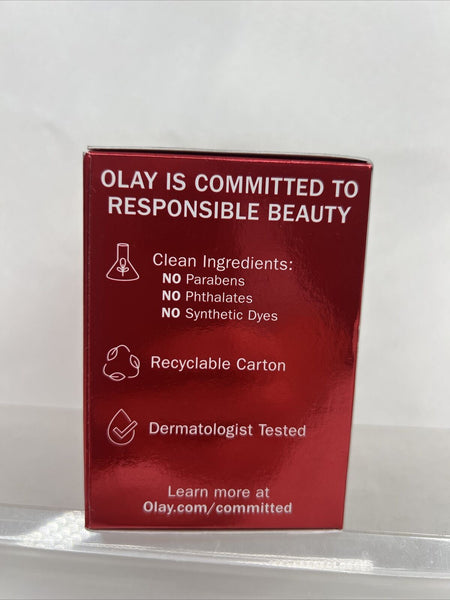 OLAY IS COMMITTED TO
RESPONSIBLE BEAUTY
Clean Ingredients:
NO Parabens
NO Phthalates
NO Synthetic Dyes
Recyclable Carton
Dermatologist Tested
Learn more at
Olay.com/committed